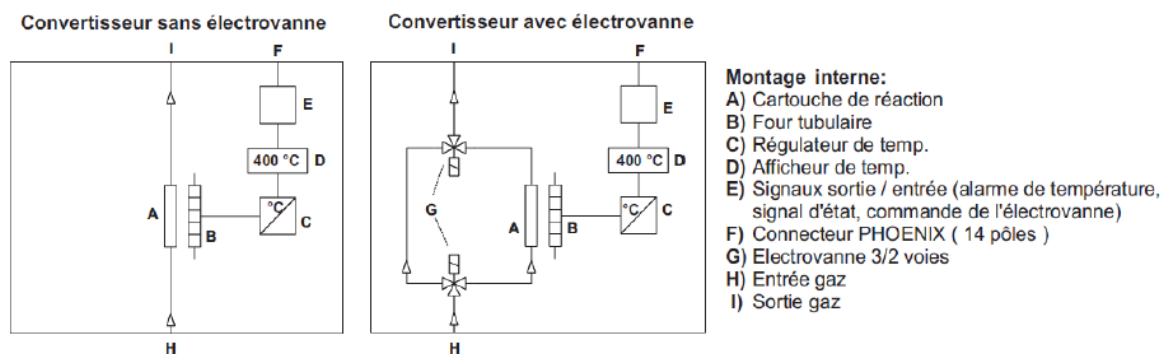 Convertisseur sans électrovanne
I
F
E
400 °C
D
A
B
°C
C
H
Convertisseur avec électrovanne
I
F
E
400 °C
D
G
A
B
°C
C
H
Montage interne:
A) Cartouche de réaction
B) Four tubulaire
C) Régulateur de temp.
D) Afficheur de temp.
E) Signaux sortie / entrée (alarme de température,
signal d'état, commande de l'électrovanne)
F) Connecteur PHOENIX ( 14 pôles )
G) Electrovanne 3/2 voies
H) Entrée gaz
I) Sortie gaz